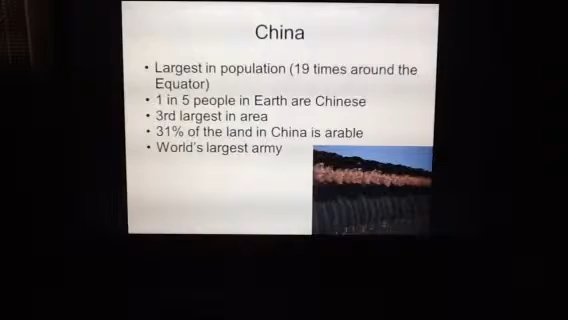 China
• Largest in population (19 times around the
Equator)
• 1 in 5 people in Earth are Chinese
• 3rd largest in area
• 31% of the land in China is arable
• World's largest army